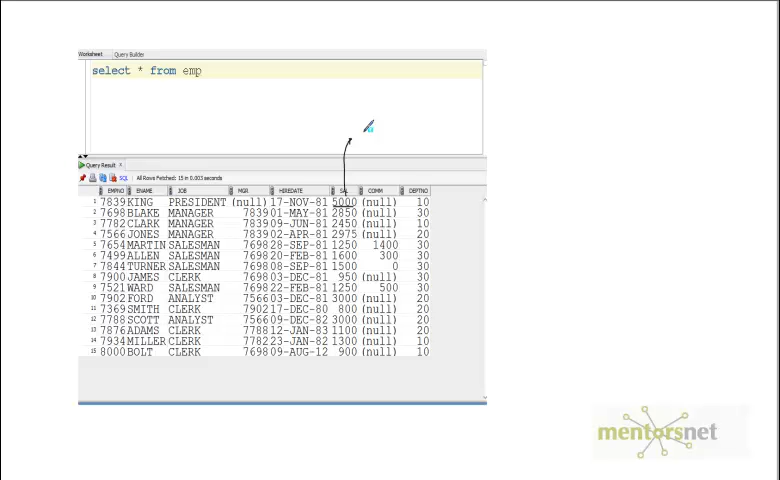 Worksheet Query Builder
select * from emp
Query Result x
SQL | All Rows Fetched: 15 in 0.003 seconds
EMPNO ENAME JOB MGR HIREDATE SAL COMM DEPTNO
1 7839 KING PRESIDENT (null) 17-NOV-81 5000 (null) 10
2 7698 BLAKE MANAGER 7839 01-MAY-81 2850 (null) 30
3 7782 CLARK MANAGER 7839 09-JUN-81 2450 (null) 10
4 7566 JONES MANAGER 7839 02-APR-81 2975 (null) 20
5 7654 MARTIN SALESMAN 7698 28-SEP-81 1250 1400 30
6 7499 ALLEN SALESMAN 7698 20-FEB-81 1600 300 30
7 7844 TURNER SALESMAN 7698 08-SEP-81 1500 0 30
8 7900 JAMES CLERK 7698 03-DEC-81 950 (null) 30
9 7521 WARD SALESMAN 7698 22-FEB-81 1250 500 30
10 7902 FORD ANALYST 7566 03-DEC-81 3000 (null) 20
11 7369 SMITH CLERK 7902 17-DEC-80 800 (null) 20
12 7788 SCOTT ANALYST 7566 09-DEC-82 3000 (null) 20
13 7876 ADAMS CLERK 7788 12-JAN-83 1100 (null) 20
14 7934 MILLER CLERK 7782 23-JAN-82 1300 (null) 10
15 8000 BOLT CLERK 7698 09-AUG-12 900 (null) 10
mentorsnet